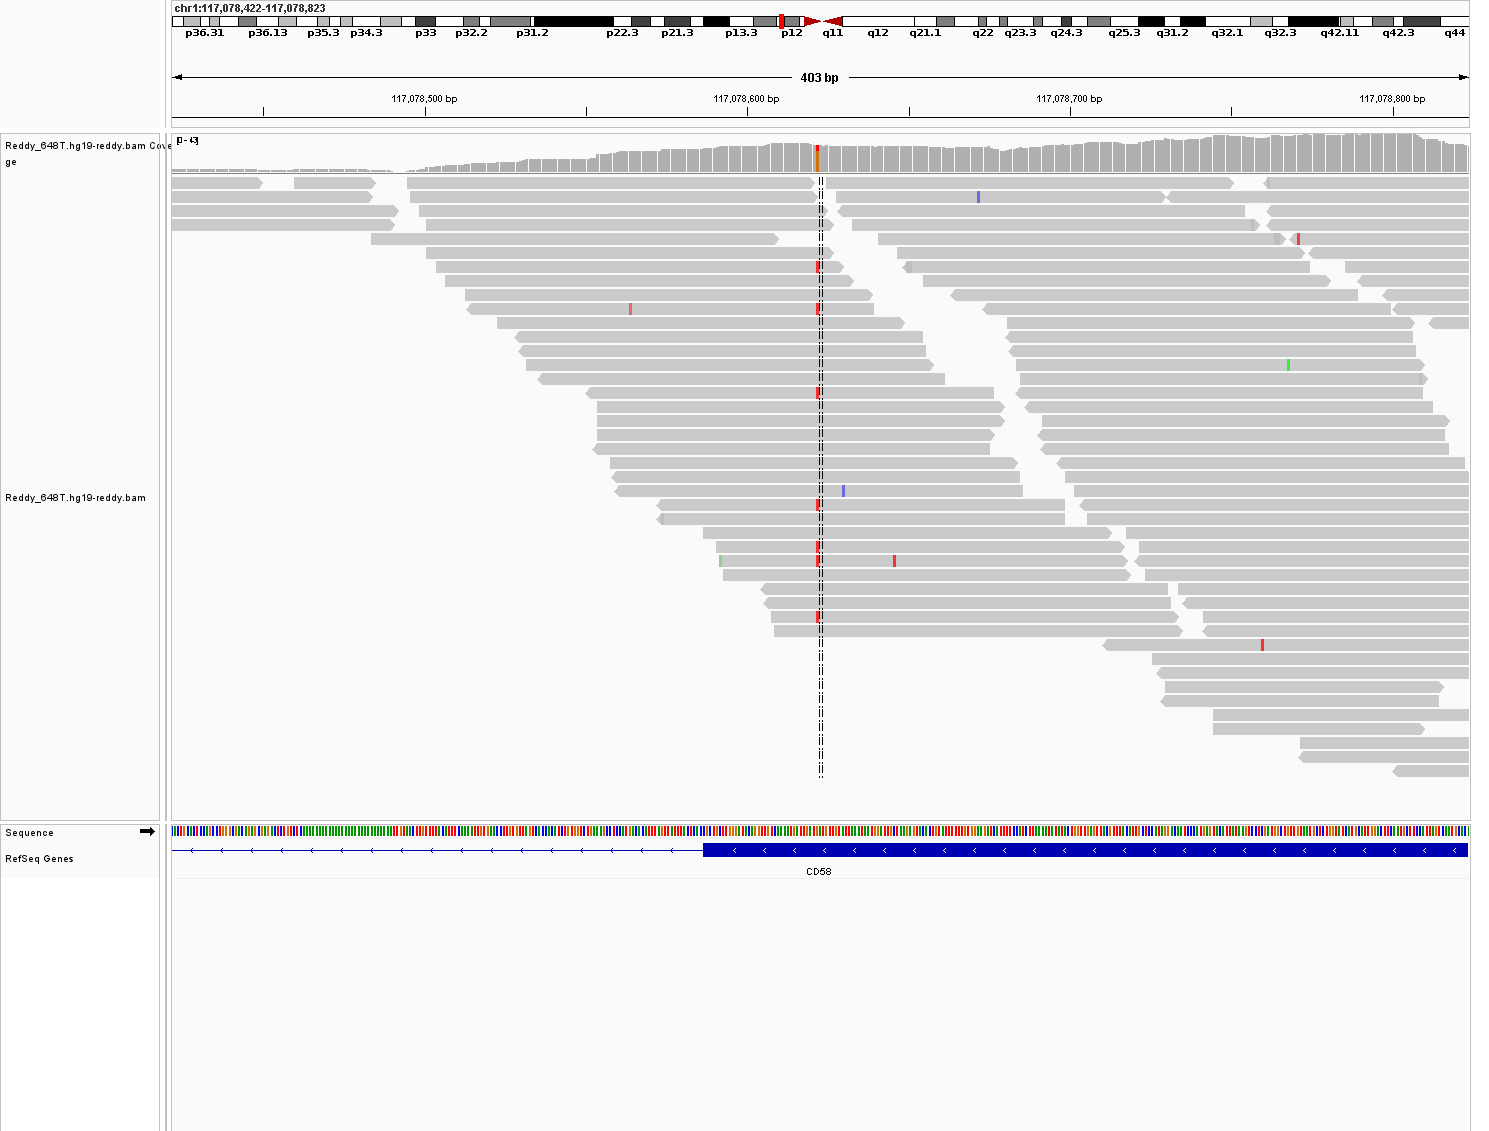 chr1:117,078,422-117,078,823
p36.31 p36.13 p35.3 p34.3 p33 p32.2 p31.2 p22.3 p21.3 p13.3 p12 q11 q12 q21.1 q22 q23.3 q24.3 q25.3 q31.2 q32.1 q32.3 q42.11 q42.3 q44
403 bp
117,078,500 bp 117,078,600 bp 117,078,700 bp 117,078,800 bp
Reddy_648T.hg19-reddy.bam Cove
ge
[0 - 43]
Reddy_648T.hg19-reddy.bam
Sequence
RefSeq Genes
CD58